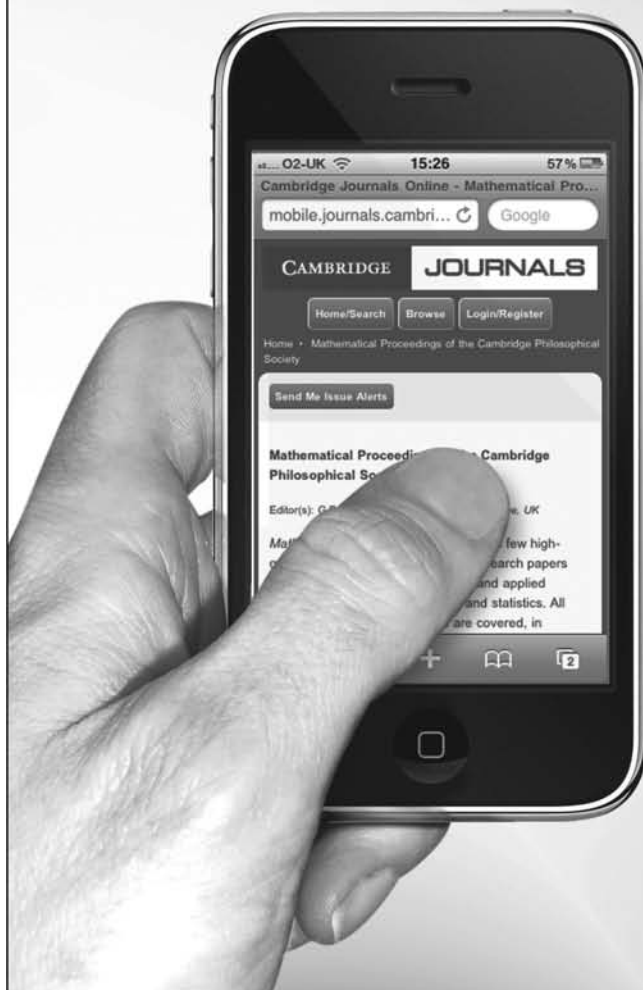 O2-UK 15:26 57%
Cambridge Journals Online - Mathematical Pro...
mobile.journals.cambri... Google
CAMBRIDGE JOURNALS
Home/Search Browse Login/Register
Home • Mathematical Proceedings of the Cambridge Philosophical
Society
Send Me Issue Alerts
Mathematical Cambridge
Philosophical
Editor(s): UK
few high-
search papers
and applied
and statistics. All
are covered, in
2